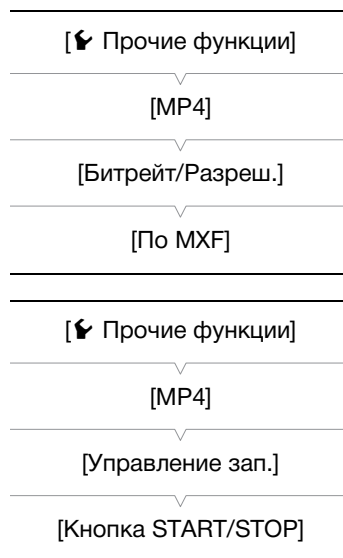 [ Прочие функции]
[MP4]
[Битрейт/Разреш.]
[По MXF]
[ Прочие функции]
[MP4]
[Управление зап.]
[Кнопка START/STOP]